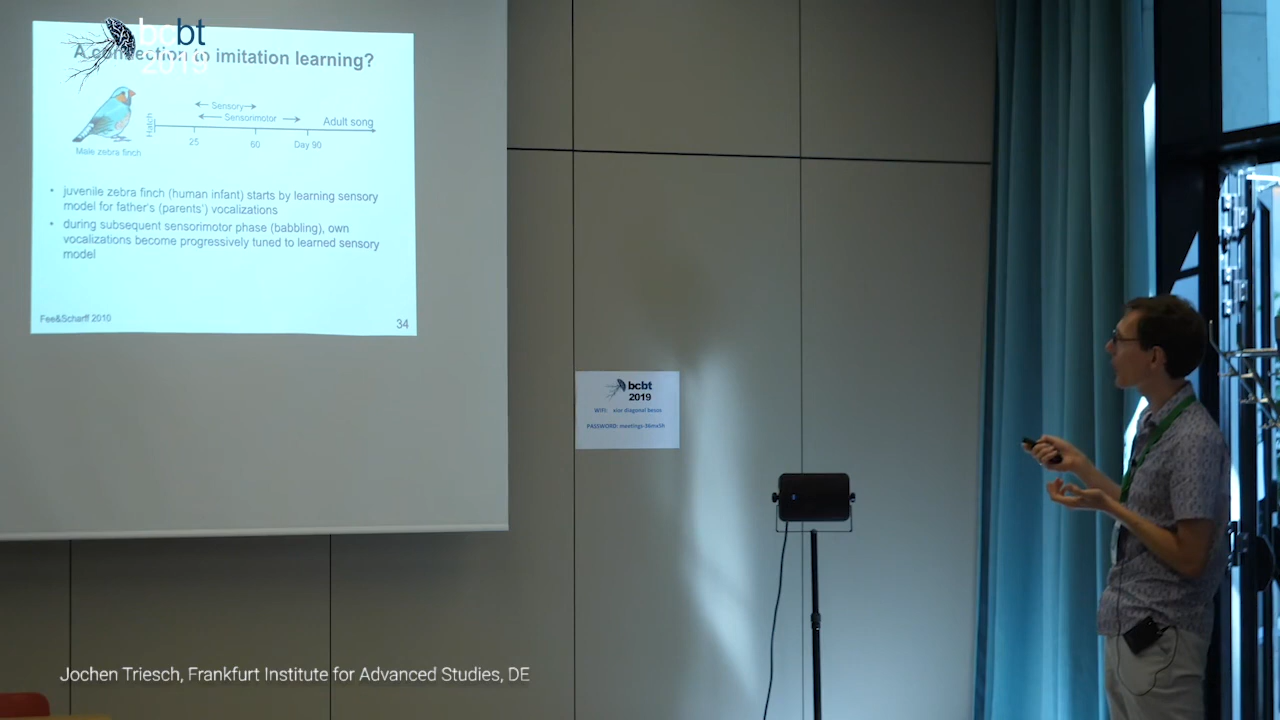 bcbt
2019
A connection to imitation learning?
Sensory
Sensorimotor
Adult song
Hatch
25
60
Day 90
Male zebra finch
• juvenile zebra finch (human infant) starts by learning sensory
model for father's (parents') vocalizations
• during subsequent sensorimotor phase (babbling), own
vocalizations become progressively tuned to learned sensory
model
Fee&Scharff 2010
34
bcbt
2019
WIFI:
PASSWORD:
Jochen Triesch, Frankfurt Institute for Advanced Studies, DE